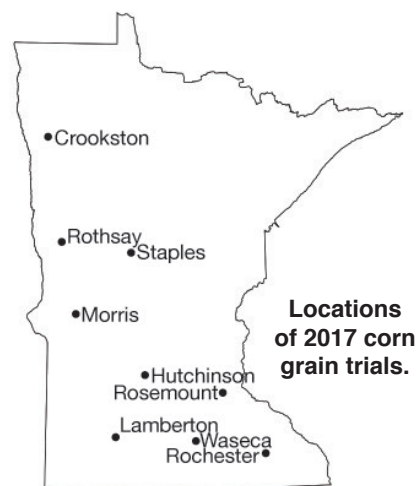 Crookston
Rothsay
Staples
Morris
Locations
of 2017 corn
grain trials.
Hutchinson
Rosemount
Lamberton
Waseca
Rochester